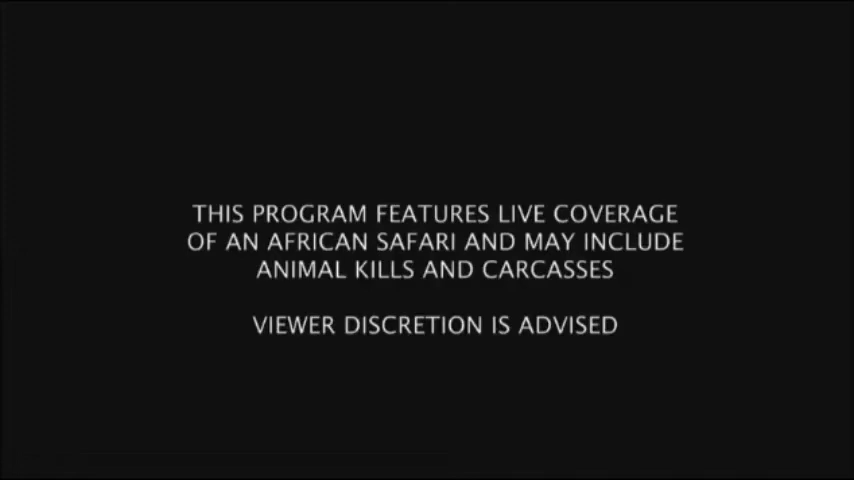 THIS PROGRAM FEATURES LIVE COVERAGE
OF AN AFRICAN SAFARI AND MAY INCLUDE
ANIMAL KILLS AND CARCASSES
VIEWER DISCRETION IS ADVISED